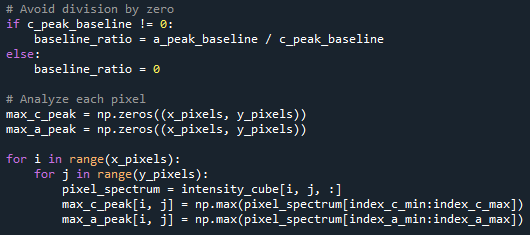 # Avoid division by zero
if c_peak_baseline != 0:
    baseline_ratio = a_peak_baseline / c_peak_baseline
else:
    baseline_ratio = 0

# Analyze each pixel
max_c_peak = np.zeros((x_pixels, y_pixels))
max_a_peak = np.zeros((x_pixels, y_pixels))

for i in range(x_pixels):
    for j in range(y_pixels):
        pixel_spectrum = intensity_cube[i, j, :]
        max_c_peak[i, j] = np.max(pixel_spectrum[index_c_min:index_c_max])
        max_a_peak[i, j] = np.max(pixel_spectrum[index_a_min:index_a_max])